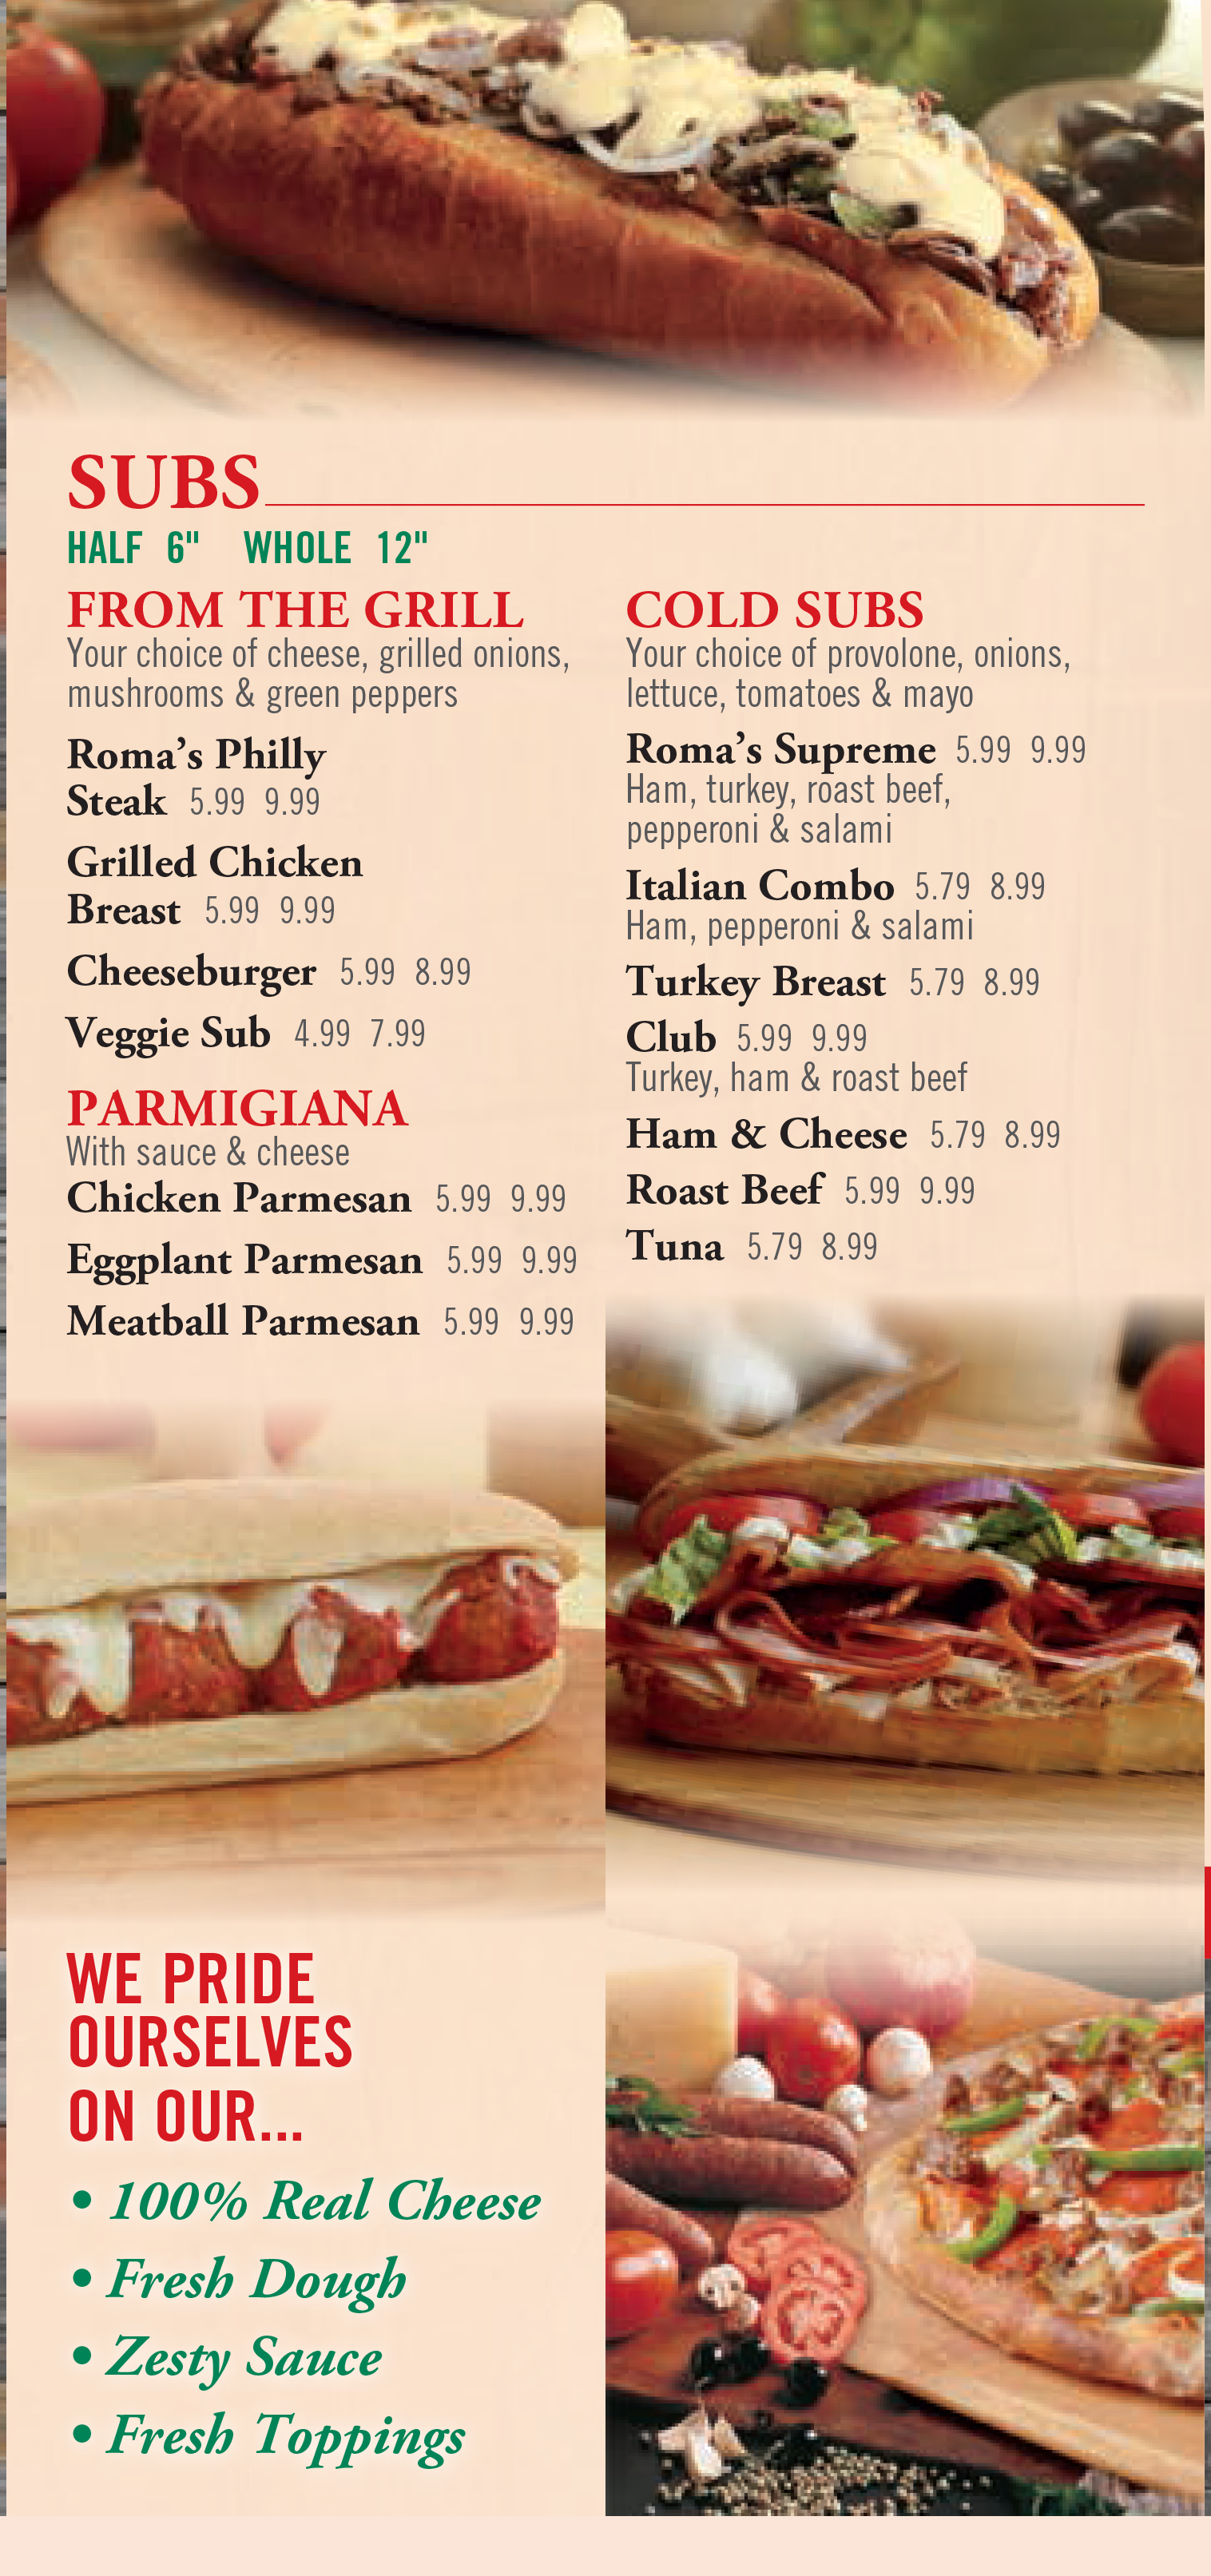 SUBS
HALF 6" WHOLE 12"
FROM THE GRILL
Your choice of cheese, grilled onions,
mushrooms & green peppers
Roma’s Philly
Steak 5.99 9.99
Grilled Chicken
Breast 5.99 9.99
Cheeseburger 5.99 8.99
Veggie Sub 4.99 7.99
PARMIGIANA
With sauce & cheese
Chicken Parmesan 5.99 9.99
Eggplant Parmesan 5.99 9.99
Meatball Parmesan 5.99 9.99
COLD SUBS
Your choice of provolone, onions,
lettuce, tomatoes & mayo
Roma’s Supreme 5.99 9.99
Ham, turkey, roast beef,
pepperoni & salami
Italian Combo 5.79 8.99
Ham, pepperoni & salami
Turkey Breast 5.79 8.99
Club 5.99 9.99
Turkey, ham & roast beef
Ham & Cheese 5.79 8.99
Roast Beef 5.99 9.99
Tuna 5.79 8.99
WE PRIDE
OURSELVES
ON OUR...
• 100% Real Cheese
• Fresh Dough
• Zesty Sauce
• Fresh Toppings